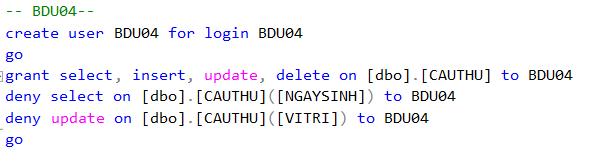 -- BDU04--
create user BDU04 for login BDU04
go
grant select, insert, update, delete on [dbo].[CAUTHU] to BDU04
deny select on [dbo].[CAUTHU]([NGAYSINH]) to BDU04
deny update on [dbo].[CAUTHU]([VITRI]) to BDU04
go